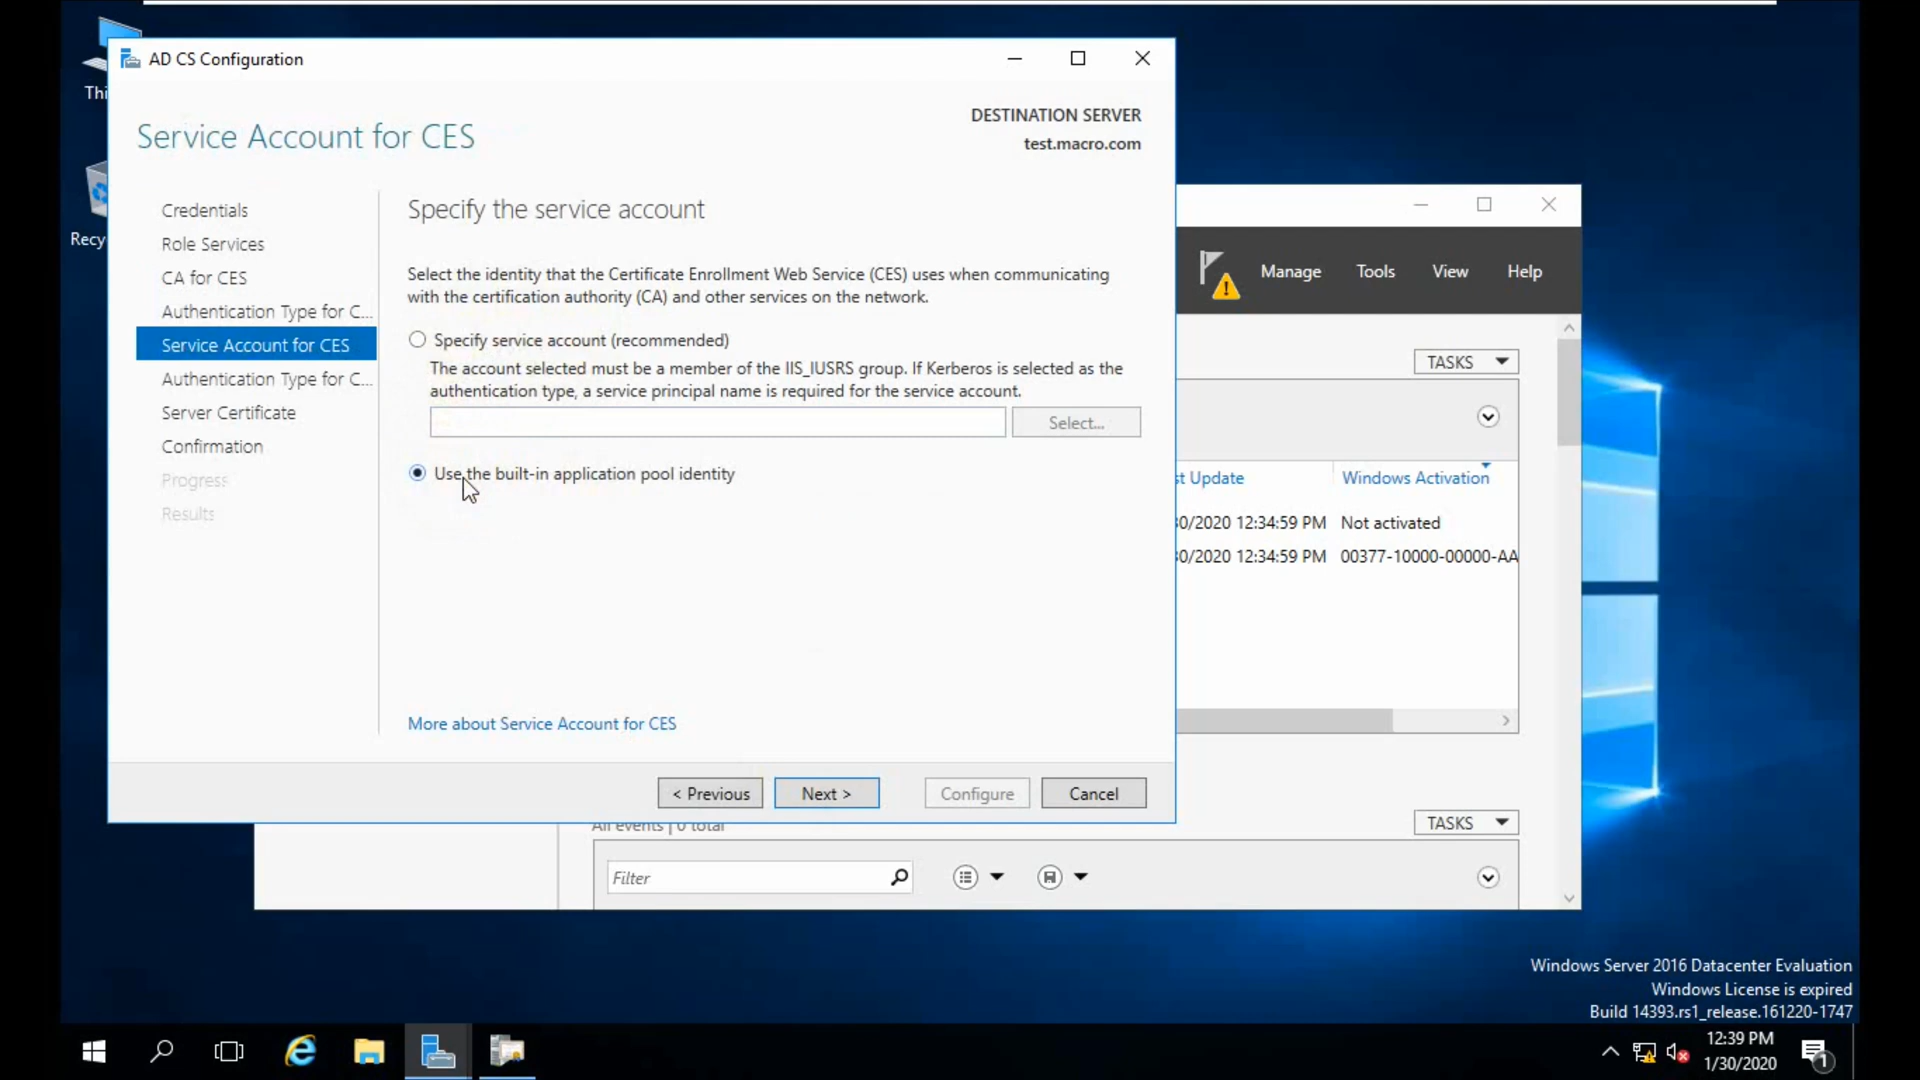 Thi
Recy
AD CS Configuration
Service Account for CES
DESTINATION SERVER
test.macro.com
Credentials
Role Services
CA for CES
Authentication Type for C...
Service Account for CES
Authentication Type for C...
Server Certificate
Confirmation
Progress
Results
Specify the service account
Select the identity that the Certificate Enrollment Web Service (CES) uses when communicating
with the certification authority (CA) and other services on the network.
Specify service account (recommended)
The account selected must be a member of the IIS_IUSRS group. If Kerberos is selected as the
authentication type, a service principal name is required for the service account.
Select...
Use the built-in application pool identity
More about Service Account for CES
< Previous
Next >
Configure
Cancel
Manage
Tools
View
Help
TASKS
st Update
Windows Activation
30/2020 12:34:59 PM Not activated
30/2020 12:34:59 PM 00377-10000-00000-AA
All events | 0 total
TASKS
Filter
Windows Server 2016 Datacenter Evaluation
Windows License is expired
Build 14393.rs1_release.161220-1747
12:39 PM
1/30/2020
1